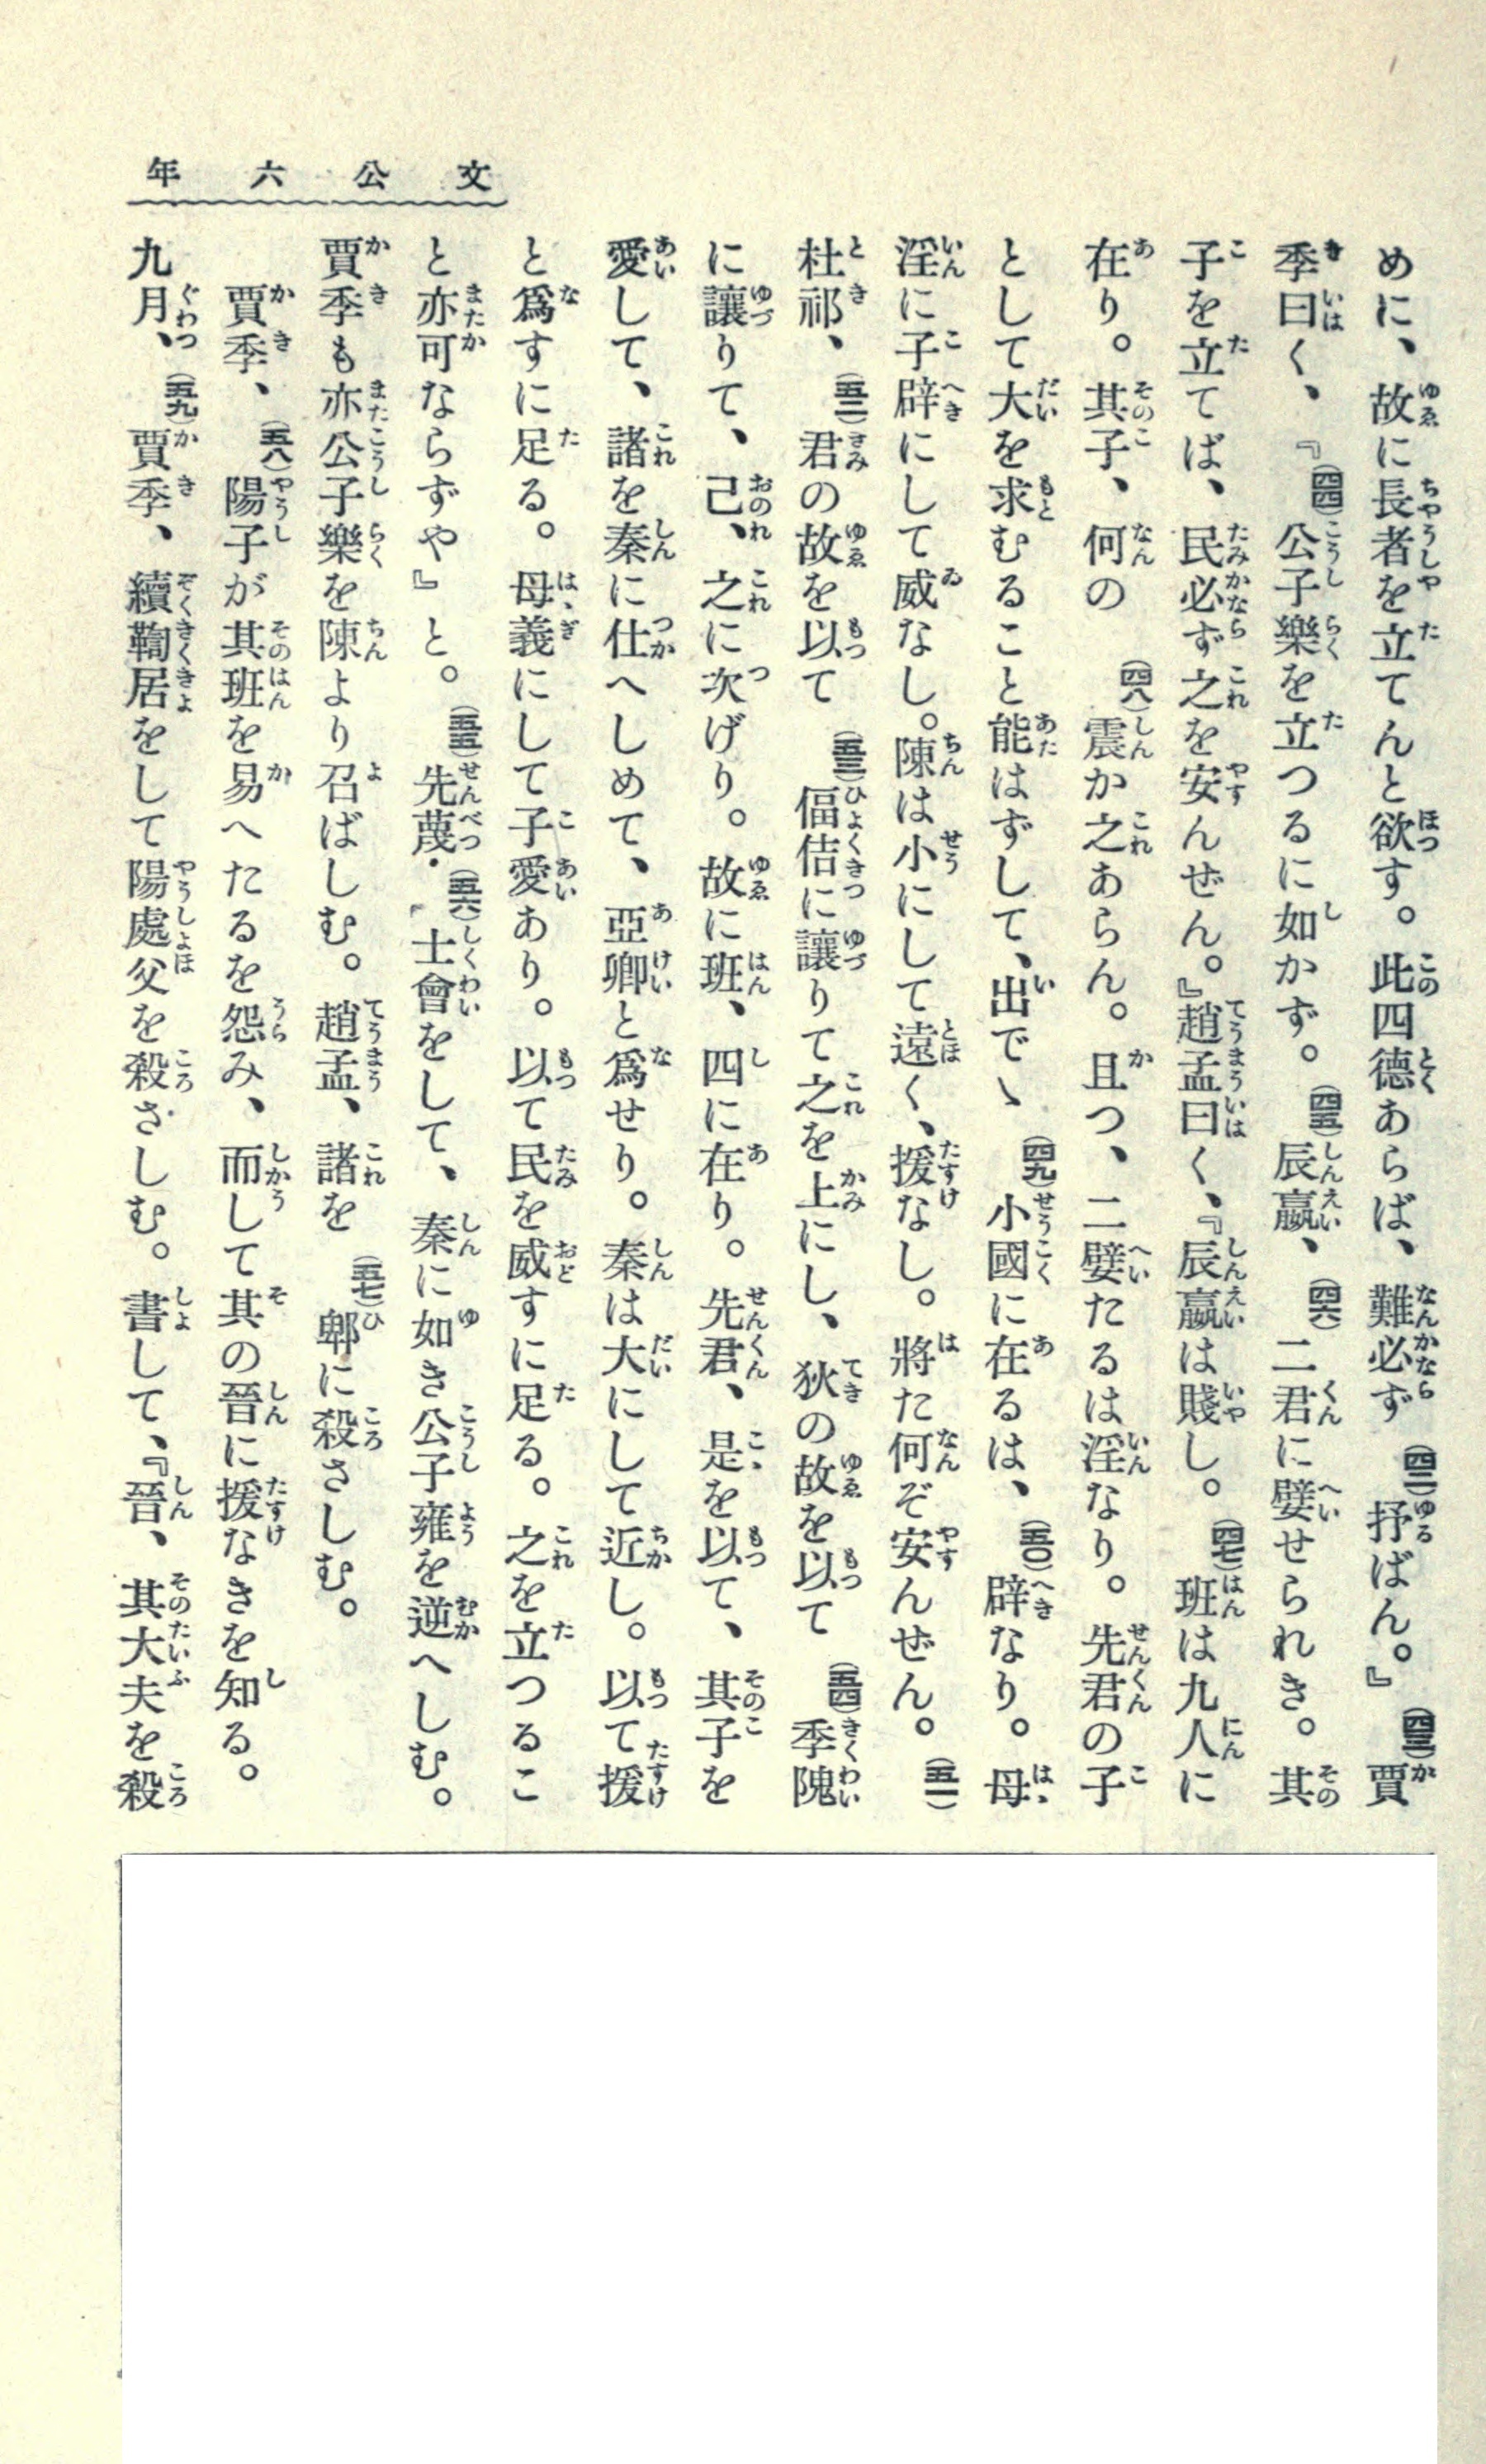 文公六年
めに、故に長者を立てんと欲す。此四德あらば、難必ず(四二)抒ばん。』(四三)賈
季曰く、『(四四)公子樂を立つるに如かず。(四五)辰嬴、(四六)二君に嬖せられき。其
子を立てば、民必ず之を安んぜん。』趙孟曰く、『辰嬴は賤し。(四七)班は九人に
在り。其子、何の(四八)震か之あらん。且つ、二嬖たるは淫なり。先君の子
として大を求むること能はずして、出でゝ(四九)小國に在るは、(五〇)辟なり。母
淫に子辟にして威なし。陳は小にして遠く、援なし。將た何ぞ安んぜん。(五一)
杜祁、(五二)君の故を以て(五三)偪佶に讓りて之を上にし、狄の故を以て(五四)季隗
に讓りて、己、之に次げり。故に班、四に在り。先君、是を以て、其子を
愛して、諸を秦に仕へしめて、亞卿と爲せり。秦は大にして近し。以て援
と爲すに足る。母義にして子愛あり。以て民を威すに足る。之を立つるこ
と亦可ならずや』と。(五五)先蔑・(五六)士會をして、秦に如き公子雍を逆へしむ。
賈季も亦公子樂を陳より召ばしむ。趙孟、諸を(五七)郫に殺さしむ。
賈季、(五八)陽子が其班を易へたるを怨み、而して其の晉に援なきを知る。
九月、(五九)賈季、續鞫居をして陽處父を殺さしむ。書して、『晉、其大夫を殺